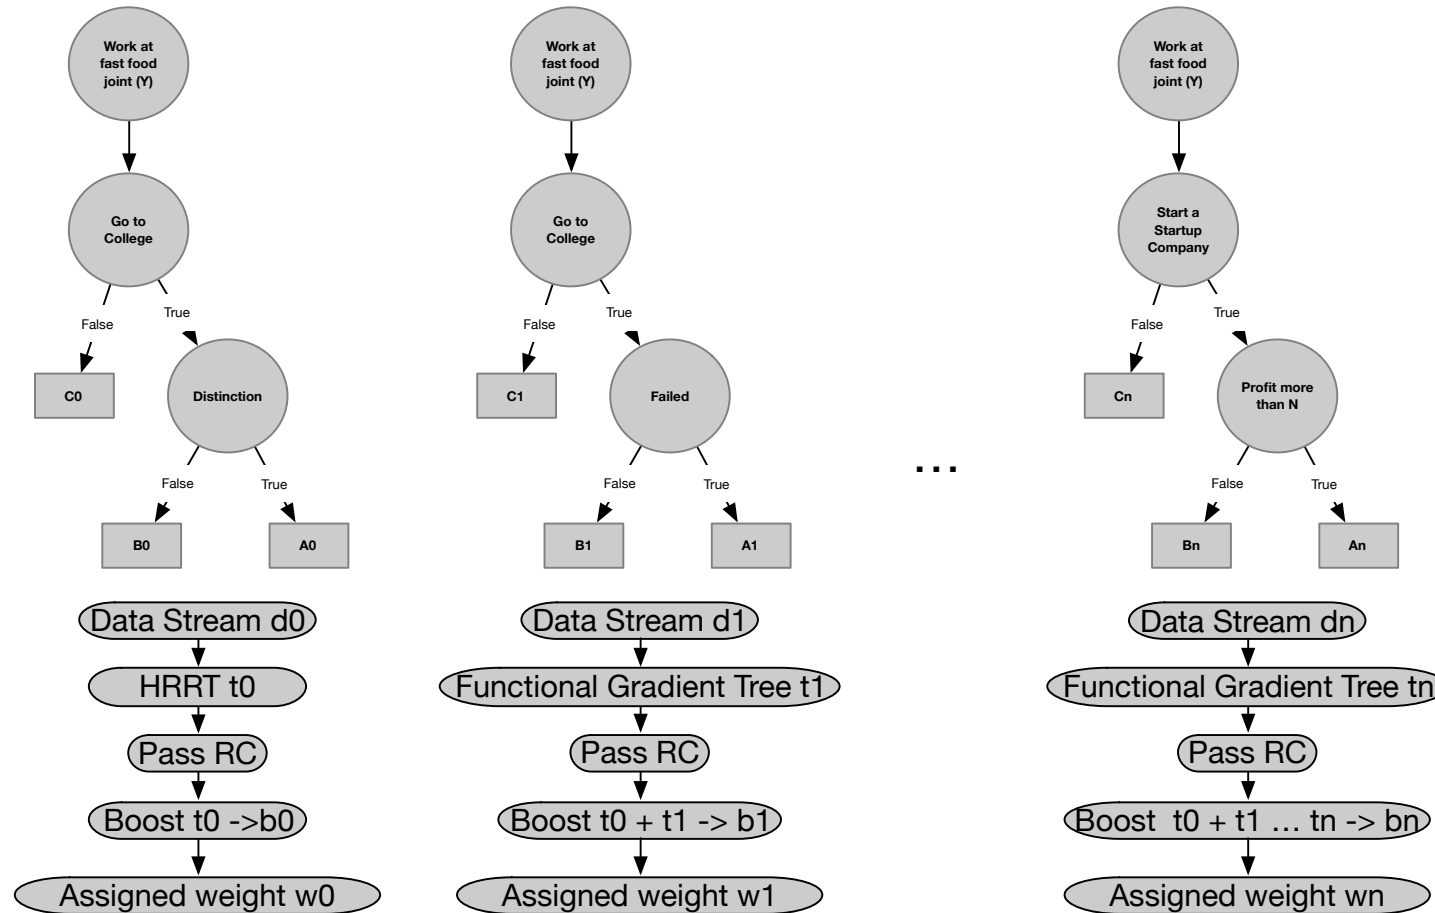 Work at
fast food
joint (Y)
Go to
College
False
True
C0
Distinction
False
True
B0
A0
Data Stream d0
HRRT t0
Pass RC
Boost t0 ->b0
Assigned weight w0
Work at
fast food
joint (Y)
Go to
College
False
True
C1
Failed
False
True
B1
A1
Data Stream d1
Functional Gradient Tree t1
Pass RC
Boost t0 + t1 -> b1
Assigned weight w1
...
Work at
fast food
joint (Y)
Start a
Startup
Company
False
True
Cn
Profit more
than N
False
True
Bn
An
Data Stream dn
Functional Gradient Tree tn
Pass RC
Boost  t0 + t1 ... tn -> bn
Assigned weight wn